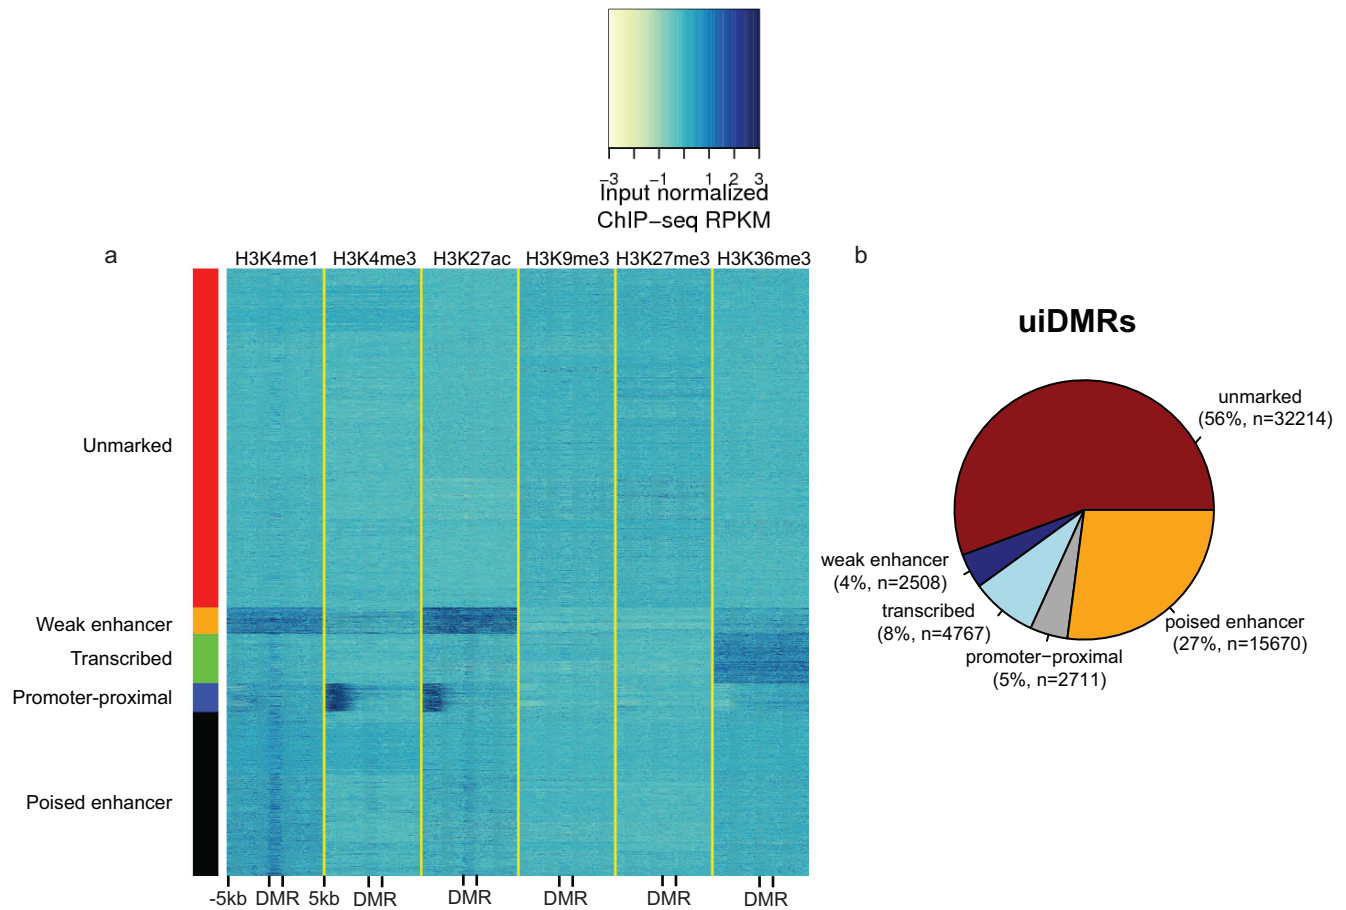 −3 −1 1 2 3
Input normalized
ChIP−seq RPKM
a
b
H3K4me1 H3K4me3 H3K27ac H3K9me3 H3K27me3 H3K36me3
Unmarked
Weak enhancer
Transcribed
Promoter-proximal
Poised enhancer
-5kb DMR 5kb DMR DMR DMR DMR DMR
uiDMRs
unmarked
(56%, n=32214)
weak enhancer
(4%, n=2508)
transcribed
(8%, n=4767)
promoter−proximal
(5%, n=2711)
poised enhancer
(27%, n=15670)